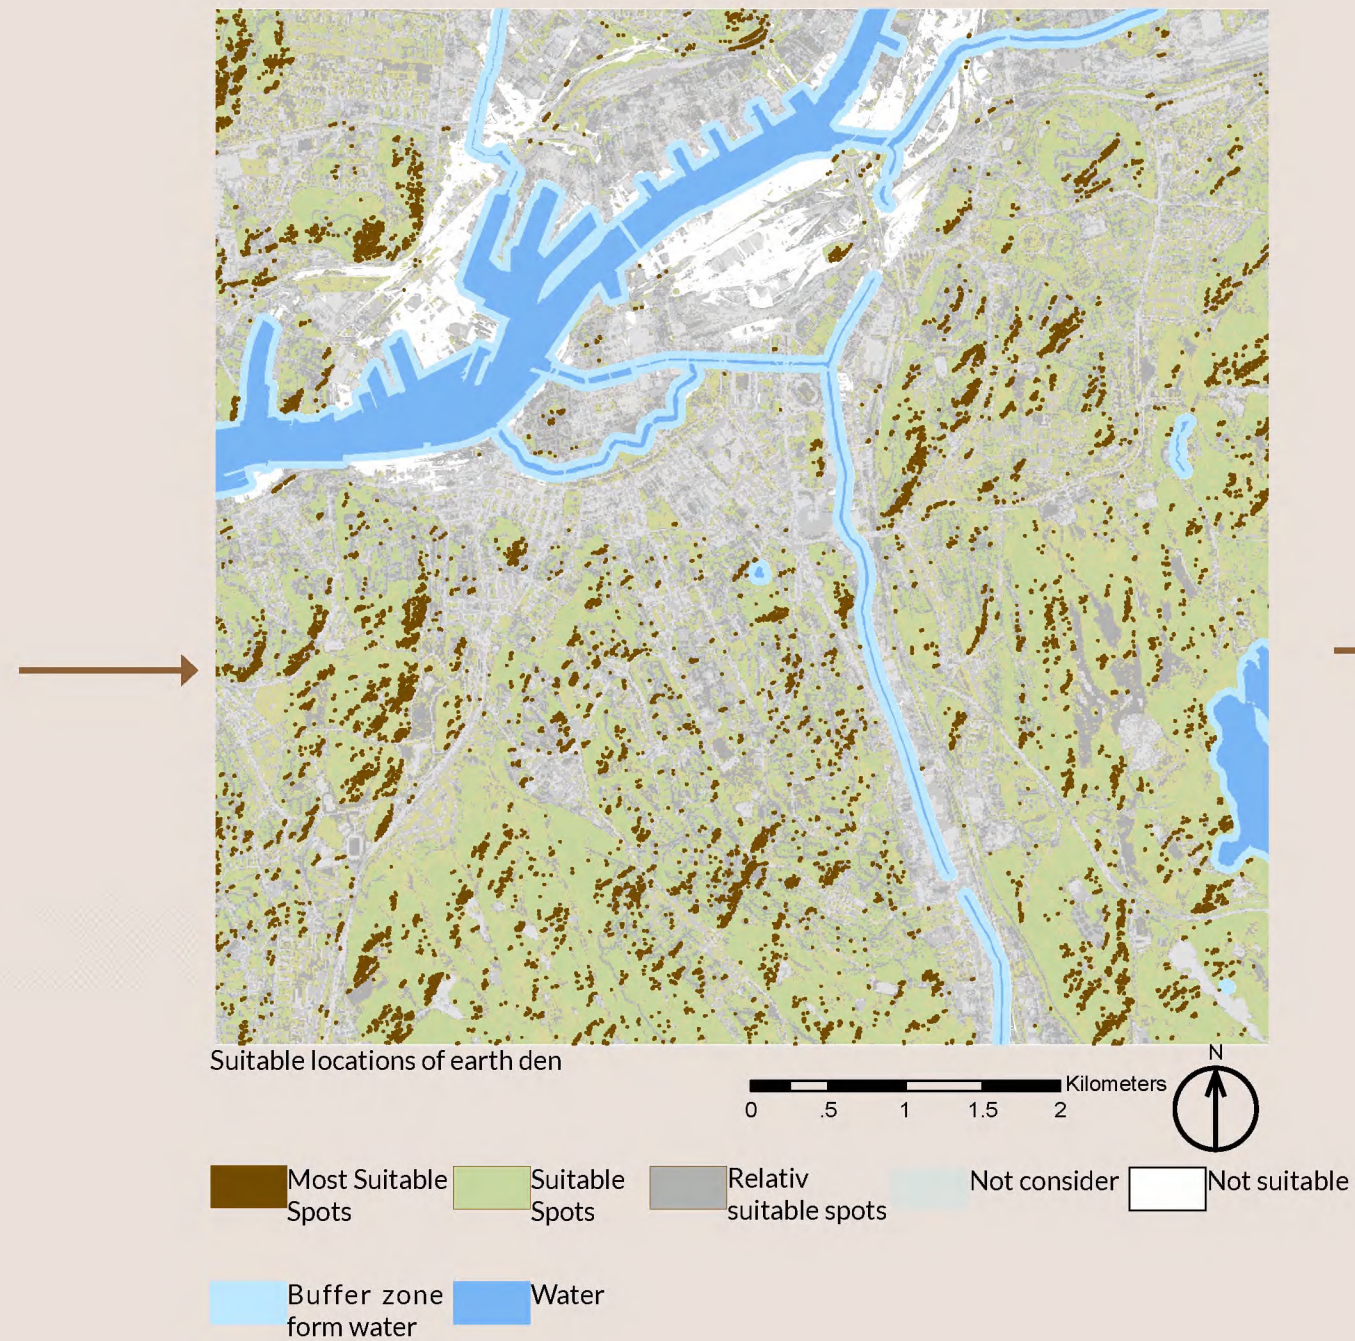 Suitable locations of earth den
N
Kilometers
0 .5 1 1.5 2
Most Suitable
Spots
Suitable
Spots
Relativ
suitable spots
Not consider
Not suitable
Buffer zone
form water
Water